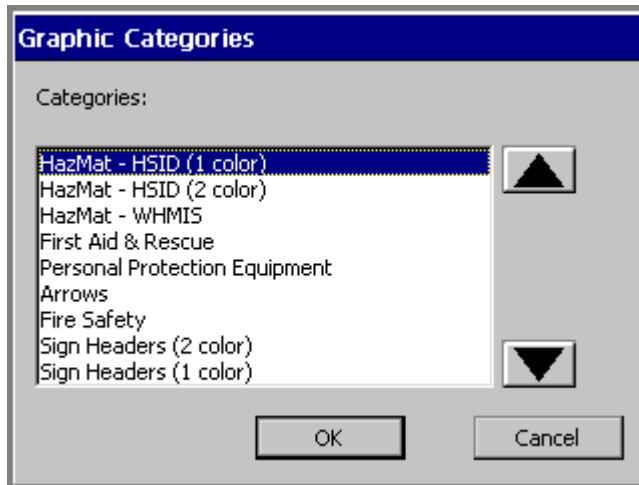 Graphic Categories
Categories:
HazMat - HSID (1 color)
HazMat - HSID (2 color)
HazMat - WHMIS
First Aid & Rescue
Personal Protection Equipment
Arrows
Fire Safety
Sign Headers (2 color)
Sign Headers (1 color)
OK Cancel